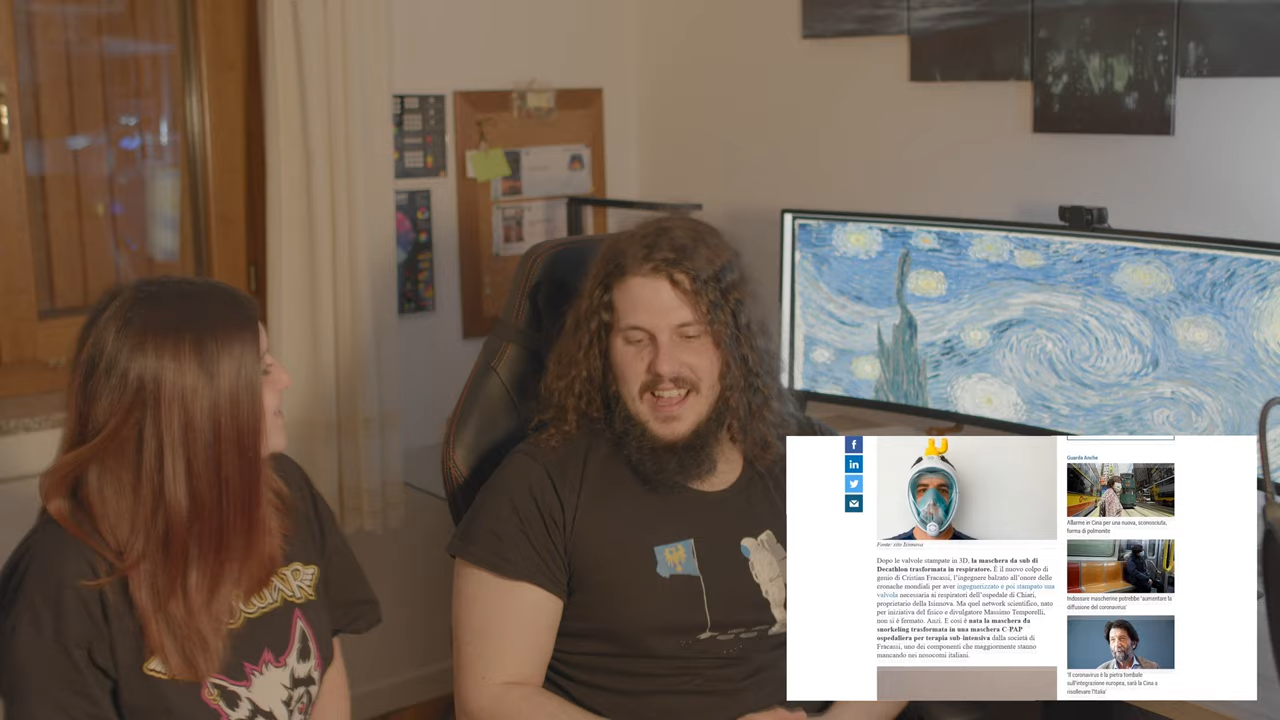 Fonte: sito Isinnova
Dopo le valvole stampate in 3D, la maschera da sub di
Decathlon trasformata in respiratore. È il nuovo colpo di
genio di Cristian Fracassi, l'ingegnere balzato all'onore delle
cronache mondiali per aver ingegnerizzato e poi stampato una
valvola necessaria ai respiratori dell'ospedale di Chiari,
proprietario della Isinnova. Ma quel network scientifico, nato
per iniziativa del fisico e divulgatore Massimo Temporelli,
non si è fermato. Anzi. E così è nata la maschera da
snorkeling trasformata in una maschera C-PAP
ospedaliera per terapia sub-intensiva dalla società di
Fracassi, uno dei componenti che maggiormente stanno
mancando nei nosocomi italiani.
Guarda Anche
Allarme in Cina per una nuova, sconosciuta,
forma di polmonite
Indossare mascherine potrebbe 'aumentare la
diffusione del coronavirus'
'Il coronavirus è la pietra tombale
sull'integrazione europea, sarà la Cina a
risollevare l'Italia'